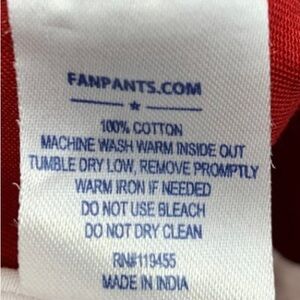 FANPANTS.COM
100% COTTON
MACHINE WASH WARM INSIDE OUT
TUMBLE DRY LOW, REMOVE PROMPTLY
WARM IRON IF NEEDED
DO NOT USE BLEACH
DO NOT DRY CLEAN
RN#119455
MADE IN INDIA